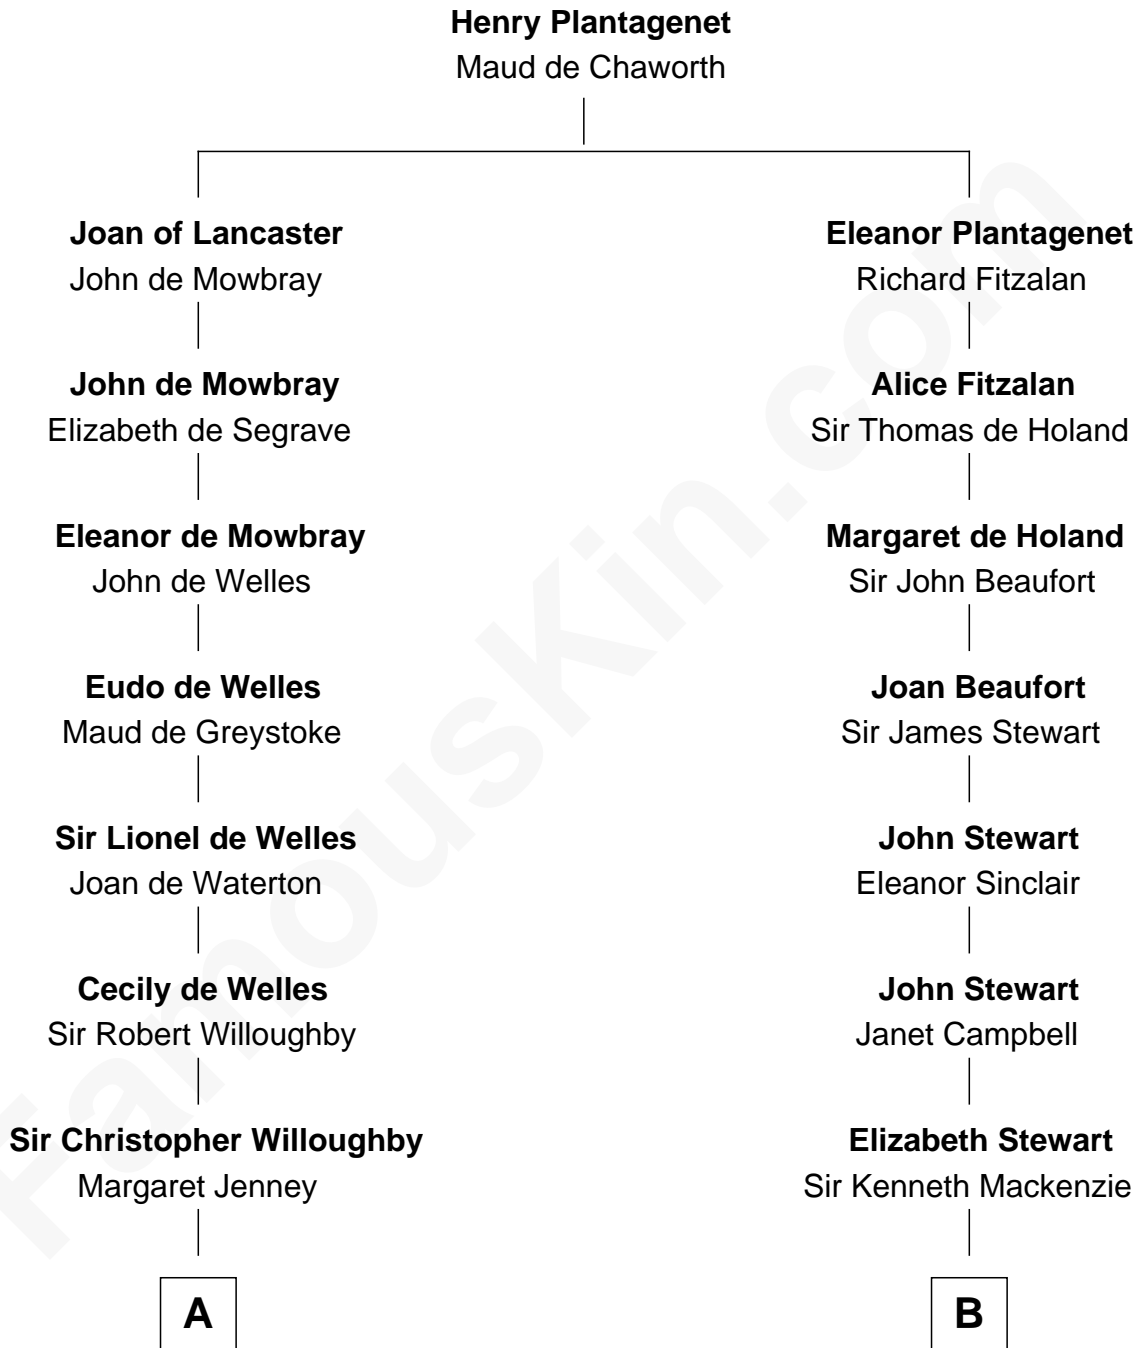 Henry Plantagenet
Maud de Chaworth
Joan of Lancaster
John de Mowbray
Eleanor Plantagenet
Richard Fitzalan
John de Mowbray
Elizabeth de Segrave
Alice Fitzalan
Sir Thomas de Holand
Eleanor de Mowbray
John de Welles
Margaret de Holand
Sir John Beaufort
Eudo de Welles
Maud de Greystoke
Joan Beaufort
Sir James Stewart
Sir Lionel de Welles
Joan de Waterton
John Stewart
Eleanor Sinclair
Cecily de Welles
Sir Robert Willoughby
John Stewart
Janet Campbell
Sir Christopher Willoughby
Margaret Jenney
Elizabeth Stewart
Sir Kenneth Mackenzie
A
B
FamousKin.com